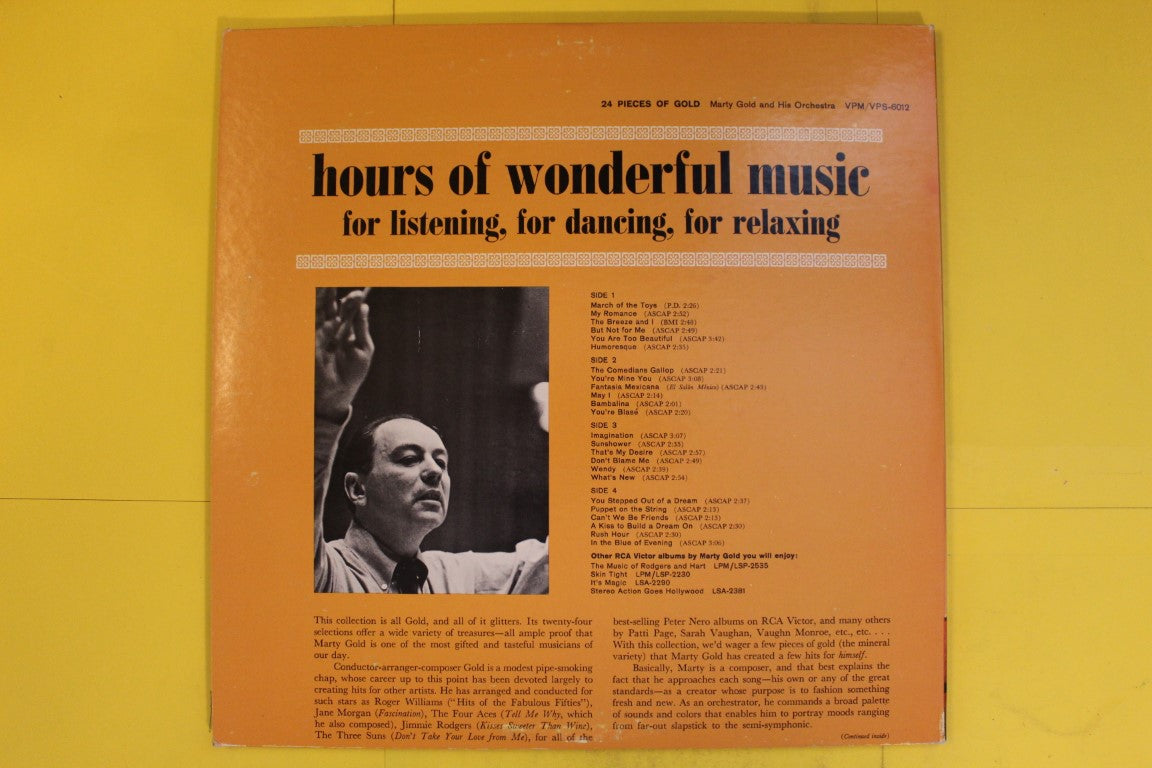 24 PIECES OF GOLD Marty Gold and His Orchestra VPM/VPS-6012
hours of wonderful music
for listening, for dancing, for relaxing
SIDE 1
March of the Toys (P.D. 2:26)
My Romance (ASCAP 2:52)
The Breeze and I (BMI 2:48)
But Not for Me (ASCAP 2:49)
You Are Too Beautiful (ASCAP 3:42)
Humoresque (ASCAP 2:35)
SIDE 2
The Comedians Gallop (ASCAP 2:21)
You're Mine You (ASCAP 3:08)
Fantasia Mexicana (El Salón México) (ASCAP 2:43)
May I (ASCAP 2:14)
Bambalina (ASCAP 2:01)
You're Blasé (ASCAP 2:20)
SIDE 3
Imagination (ASCAP 3:07)
Sunshower (ASCAP 2:35)
That's My Desire (ASCAP 2:57)
Don't Blame Me (ASCAP 2:49)
Wendy (ASCAP 2:39)
What's New (ASCAP 2:54)
SIDE 4
You Stepped Out of a Dream (ASCAP 2:37)
Puppet on the String (ASCAP 2:15)
Can't We Be Friends (ASCAP 2:15)
A Kiss to Build a Dream On (ASCAP 2:30)
Rush Hour (ASCAP 2:30)
In the Blue of Evening (ASCAP 3:06)
Other RCA Victor albums by Marty Gold you will enjoy:
The Music of Rodgers and Hart LPM/LSP-2535
Skin Tight LPM/LSP-2230
It's Magic LSA-2290
Stereo Action Goes Hollywood LSA-2381
This collection is all Gold, and all of it glitters. Its twenty-four
selections offer a wide variety of treasures—all ample proof that
Marty Gold is one of the most gifted and tasteful musicians of
our day.
Conductor-arranger-composer Gold is a modest pipe-smoking
chap, whose career up to this point has been devoted largely to
creating hits for other artists. He has arranged and conducted for
such stars as Roger Williams ("Hits of the Fabulous Fifties"),
Jane Morgan (Fascination), The Four Aces (Tell Me Why, which
he also composed), Jimmie Rodgers (Kisses Sweeter Than Wine),
The Three Suns (Don't Take Your Love from Me), for all of the
best-selling Peter Nero albums on RCA Victor, and many others
by Patti Page, Sarah Vaughan, Vaughn Monroe, etc., etc. . . .
With this collection, we'd wager a few pieces of gold (the mineral
variety) that Marty Gold has created a few hits for himself.
Basically, Marty is a composer, and that best explains the
fact that he approaches each song—his own or any of the great
standards—as a creator whose purpose is to fashion something
fresh and new. As an orchestrator, he commands a broad palette
of sounds and colors that enables him to portray moods ranging
from far-out slapstick to the semi-symphonic.
(Continued inside)